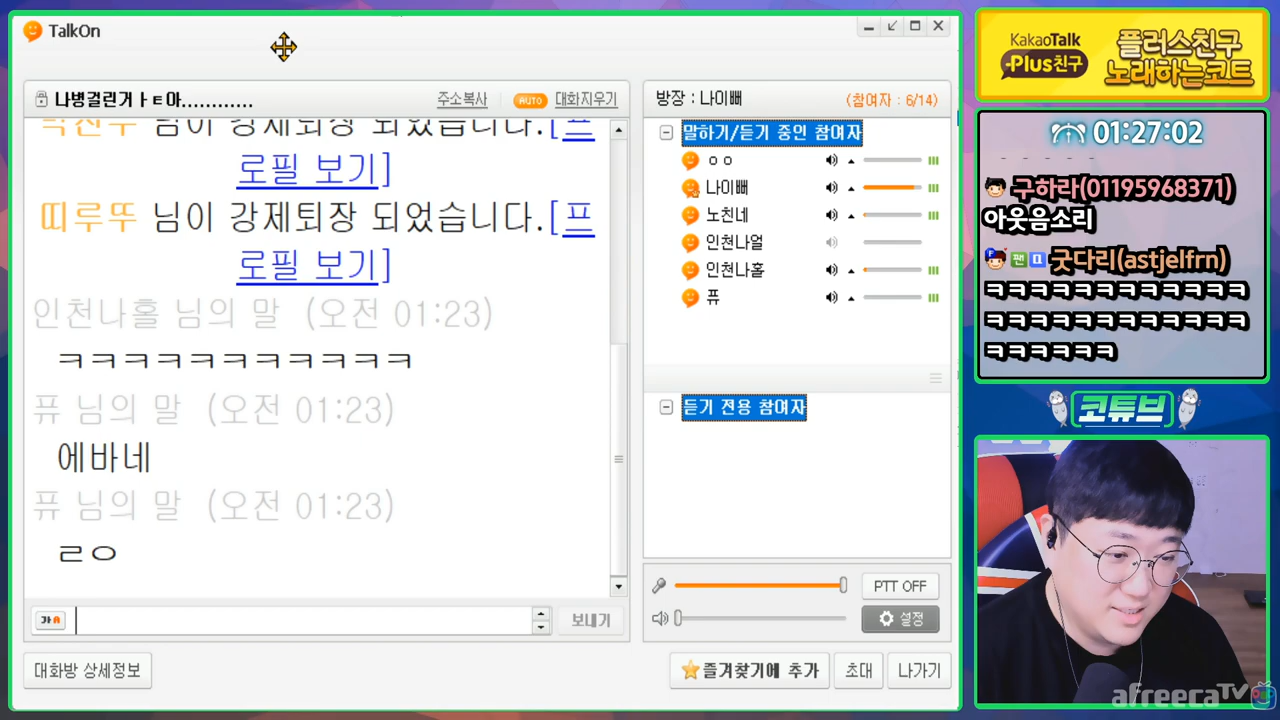 TalkOn
나병걸린거ㅏㅌ아............
주소복사
AUTO 대화지우기
님이 강제퇴장 되었습니다.[프
로필 보기]
띠루뚜 님이 강제퇴장 되었습니다.[프
로필 보기]
인천나홀 님의 말 (오전 01:23)
ㅋㅋㅋㅋㅋㅋㅋㅋㅋㅋㅋ
퓨 님의 말 (오전 01:23)
에바네
퓨 님의 말 (오전 01:23)
ㄹㅇ
가A
보내기
대화방 상세정보
방장 : 나이뻐
(참여자 : 6/14)
말하기/듣기 중인 참여자
ㅇㅇ
나이뻐
노친네
인천나얼
인천나홀
퓨
듣기 전용 참여자
PTT OFF
설정
즐겨찾기에 추가
초대
나가기
KakaoTalk
Plus친구
플러스친구
노래하는코트
01:27:02
구하라(01195968371)
아웃음소리
F 팬 굿다리(astjelfrn)
ㅋㅋㅋㅋㅋㅋㅋㅋㅋㅋㅋㅋ
ㅋㅋㅋㅋㅋㅋㅋㅋㅋㅋㅋㅋ
ㅋㅋㅋㅋㅋㅋ
코튜브
afreecaTV